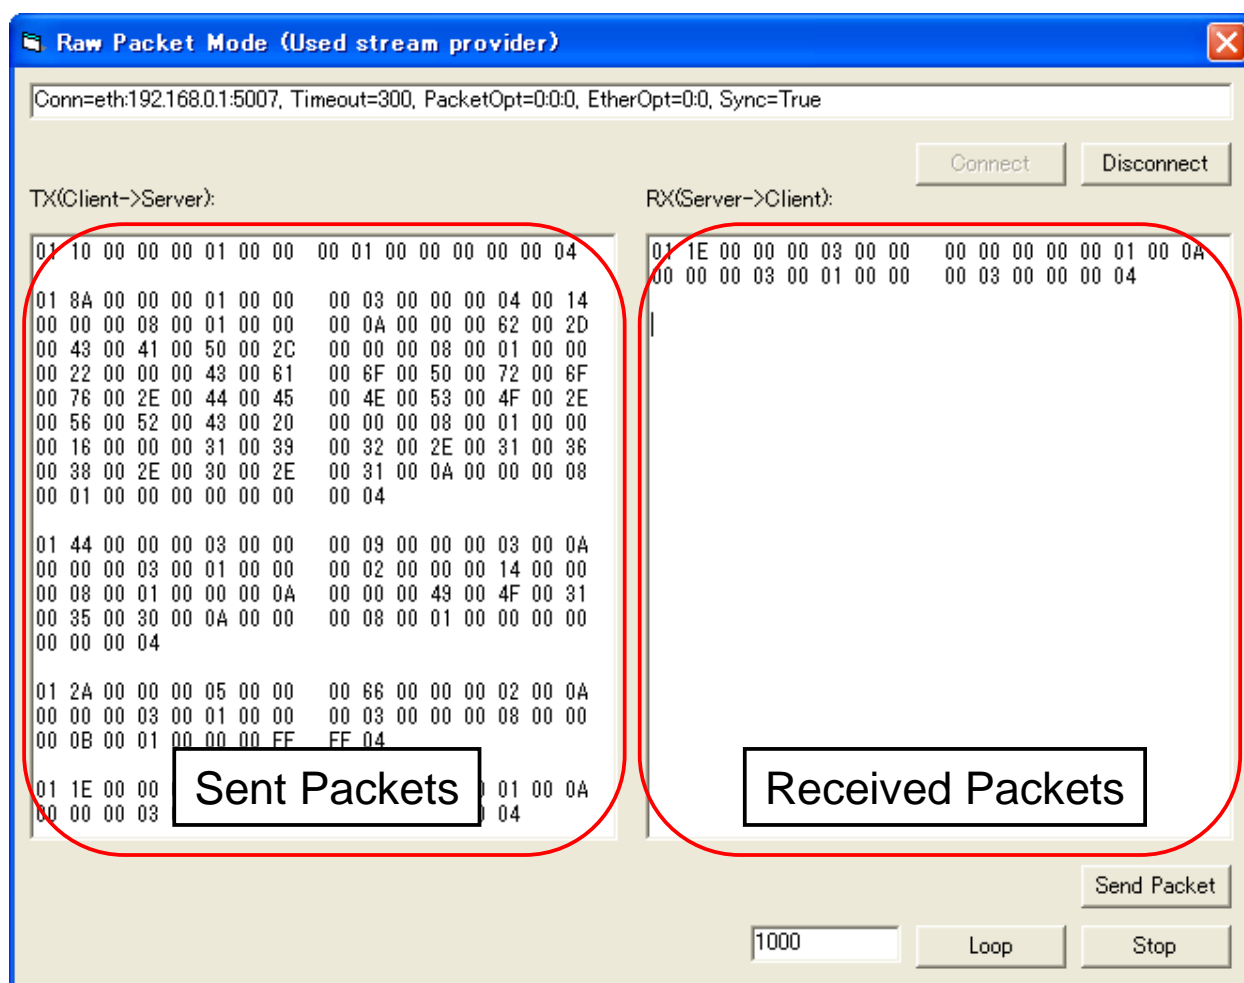 Raw Packet Mode (Used stream provider)
Conn=eth:192.168.0.1:5007, Timeout=300, PacketOpt=0:0:0, EtherOpt=0:0, Sync=True
Connect Disconnect
TX(Client->Server):
01 10 00 00 00 01 00 00 00 01 00 00 00 00 00 04
01 8A 00 00 00 01 00 00 00 03 00 00 00 04 00 14
00 00 00 08 00 01 00 00 00 0A 00 00 00 62 00 2D
00 43 00 41 00 50 00 2C 00 00 00 08 00 01 00 00
00 22 00 00 00 43 00 61 00 6F 00 50 00 72 00 6F
00 76 00 2E 00 44 00 45 00 4E 00 53 00 4F 00 2E
00 56 00 52 00 43 00 20 00 00 00 08 00 01 00 00
00 16 00 00 00 31 00 39 00 32 00 2E 00 31 00 36
00 38 00 2E 00 30 00 2E 00 31 00 0A 00 00 00 08
00 01 00 00 00 00 00 00 00 04
01 44 00 00 00 03 00 00 00 09 00 00 00 03 00 0A
00 00 00 03 00 01 00 00 00 02 00 00 00 14 00 00
00 08 00 01 00 00 00 0A 00 00 00 49 00 4F 00 31
00 35 00 30 00 0A 00 00 00 08 00 01 00 00 00 00
00 00 00 04
01 2A 00 00 00 05 00 00 00 66 00 00 00 02 00 0A
00 00 00 03 00 01 00 00 00 03 00 00 00 08 00 00
00 0B 00 01 00 00 00 FF FF 04
01 1E 00 00 01 00 0A
00 00 00 03 04
Sent Packets
RX(Server->Client):
01 1E 00 00 00 03 00 00 00 00 00 00 00 01 00 0A
00 00 00 03 00 01 00 00 00 03 00 00 00 04
Received Packets
Send Packet
1000 Loop Stop